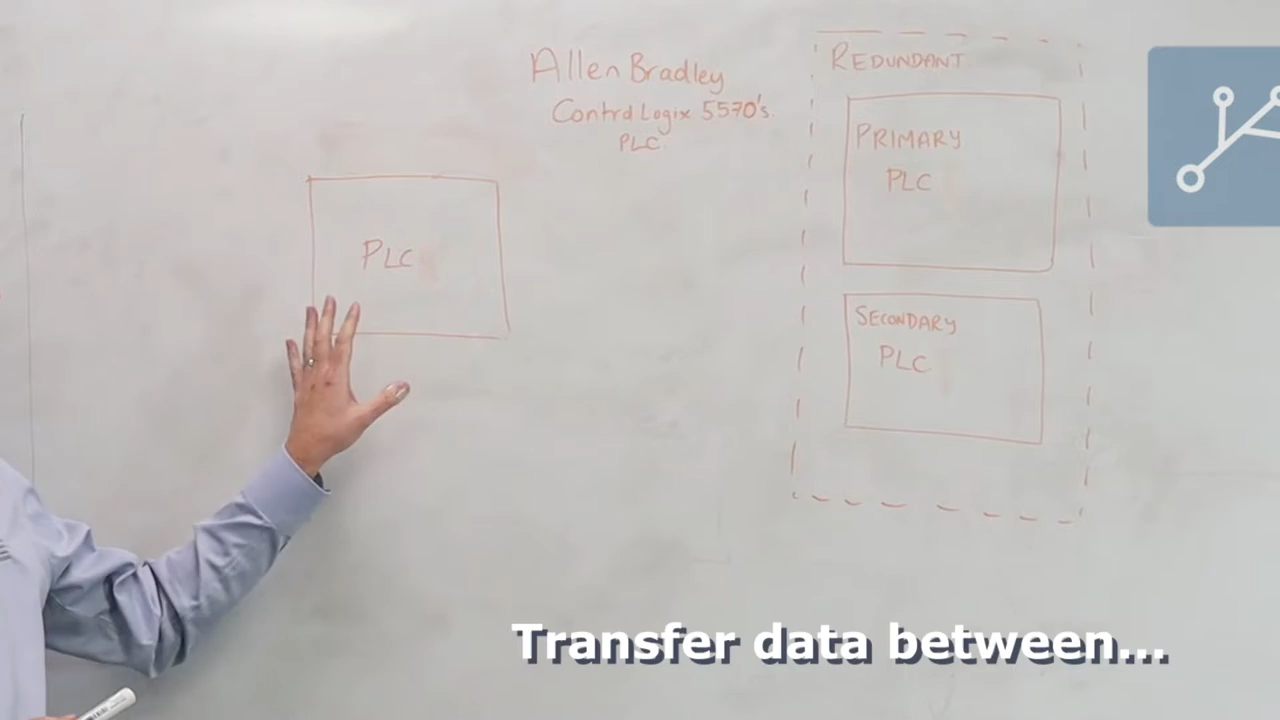 Allen Bradley
Control Logix 5570's
PLC
PLC
REDUNDANT
PRIMARY
PLC
SECONDARY
PLC
Transfer data between...